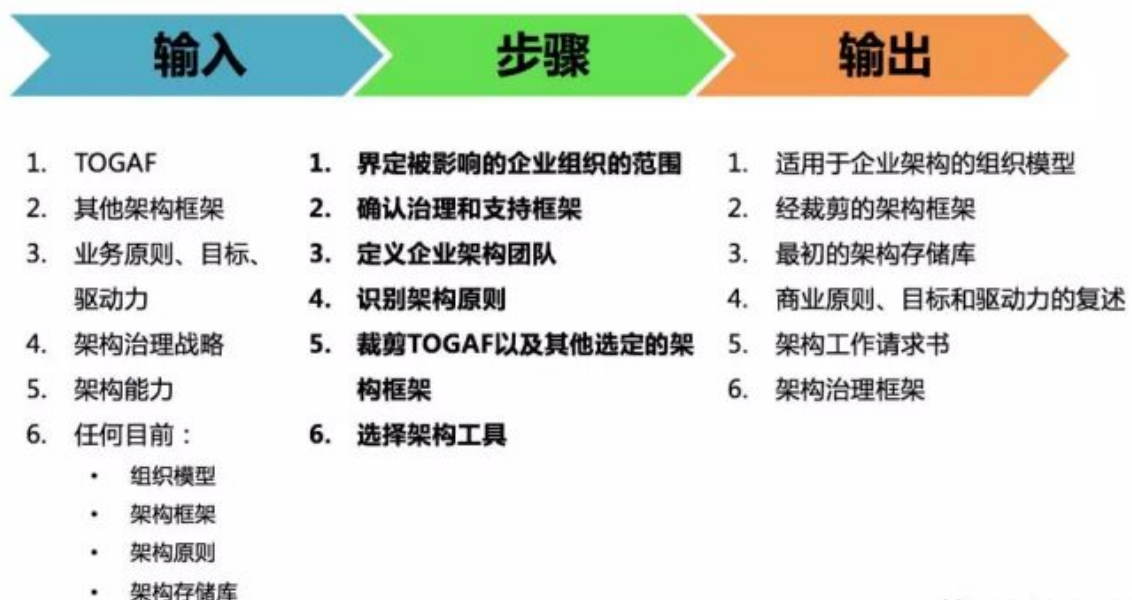 输入
步骤
输出
1. TOGAF
2. 其他架构框架
3. 业务原则、目标、
驱动力
4. 架构治理战略
5. 架构能力
6. 任何目前：
• 组织模型
• 架构框架
• 架构原则
• 架构存储库
1. 界定被影响的企业组织的范围
2. 确认治理和支持框架
3. 定义企业架构团队
4. 识别架构原则
5. 裁剪TOGAF以及其他选定的架
构框架
6. 选择架构工具
1. 适用于企业架构的组织模型
2. 经裁剪的架构框架
3. 最初的架构存储库
4. 商业原则、目标和驱动力的复述
5. 架构工作请求书
6. 架构治理框架